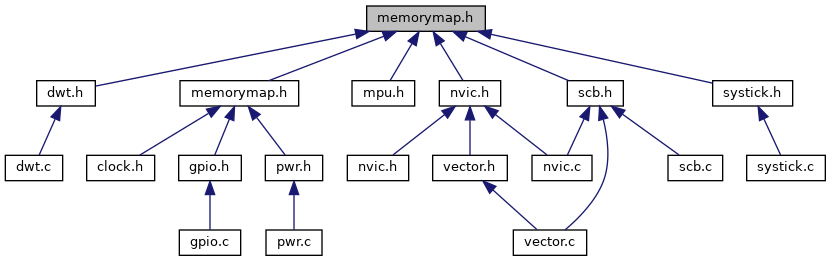 memorymap.h
dwt.h
memorymap.h
mpu.h
nvic.h
scb.h
systick.h
dwt.c
clock.h
gpio.h
pwr.h
nvic.h
vector.h
nvic.c
scb.c
systick.c
gpio.c
pwr.c
vector.c